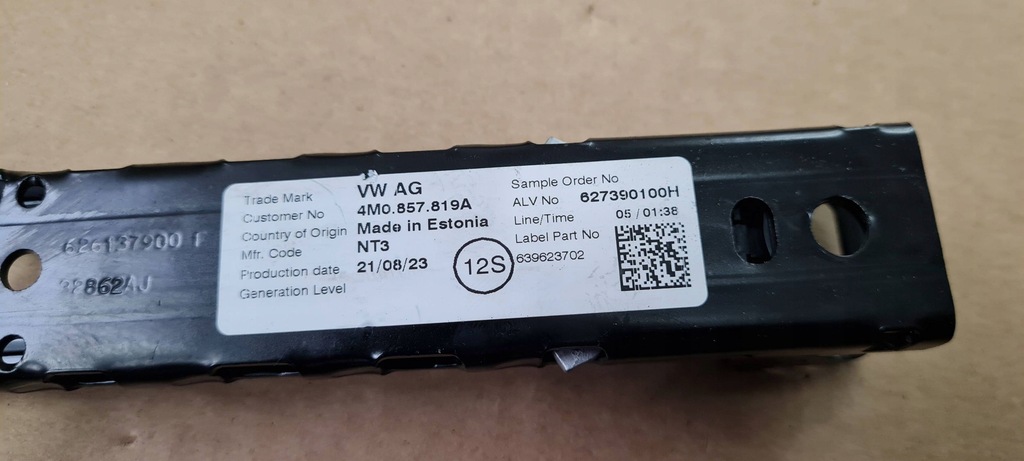 Trade Mark VW AG
Customer No 4M0.857.819A
Country of Origin Made in Estonia
Mfr. Code NT3
Production date 21/08/23
Generation Level
12S
Sample Order No
ALV No 627390100H
Line/Time 05 / 01:38
Label Part No
639623702
626137900